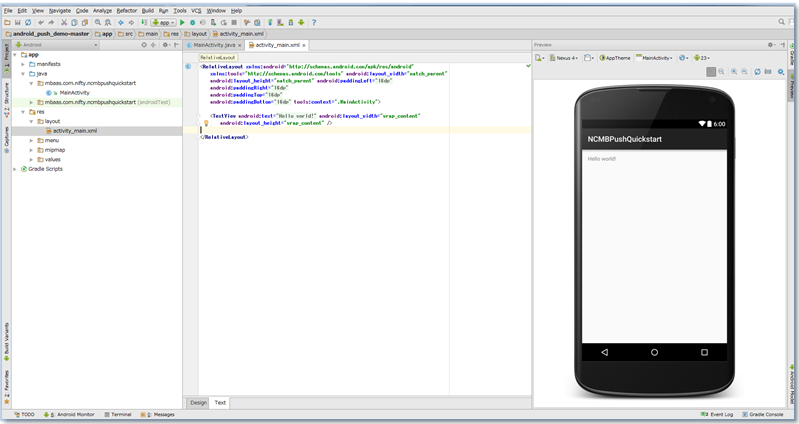 File Edit View Navigate Code Analyze Refactor Build Run Tools VCS Window Help
app
android_push_demo-master app src main res layout activity_main.xml
Android
MainActivity.java activity_main.xml
Preview
1: Project
Z: Structure
Captures
Build Variants
2: Favorites
app
manifests
java
mbaas.com.nifty.ncmbpushquickstart
MainActivity
mbaas.com.nifty.ncmbpushquickstart (androidTest)
res
layout
activity_main.xml
menu
mipmap
values
Gradle Scripts
RelativeLayout
<RelativeLayout xmlns:android="http://schemas.android.com/apk/res/android"
xmlns:tools="http://schemas.android.com/tools" android:layout_width="match_parent"
android:layout_height="match_parent" android:paddingLeft="16dp"
android:paddingRight="16dp"
android:paddingTop="16dp"
android:paddingBottom="16dp" tools:context=".MainActivity">
<TextView android:text="Hello world!" android:layout_width="wrap_content"
android:layout_height="wrap_content" />
</RelativeLayout>
Design Text
Nexus 4 AppTheme MainActivity 23
6:00
NCMBPushQuickstart
Hello world!
Gradle
Preview
Android Model
TODO 6: Android Monitor Terminal 0: Messages
Event Log Gradle Console